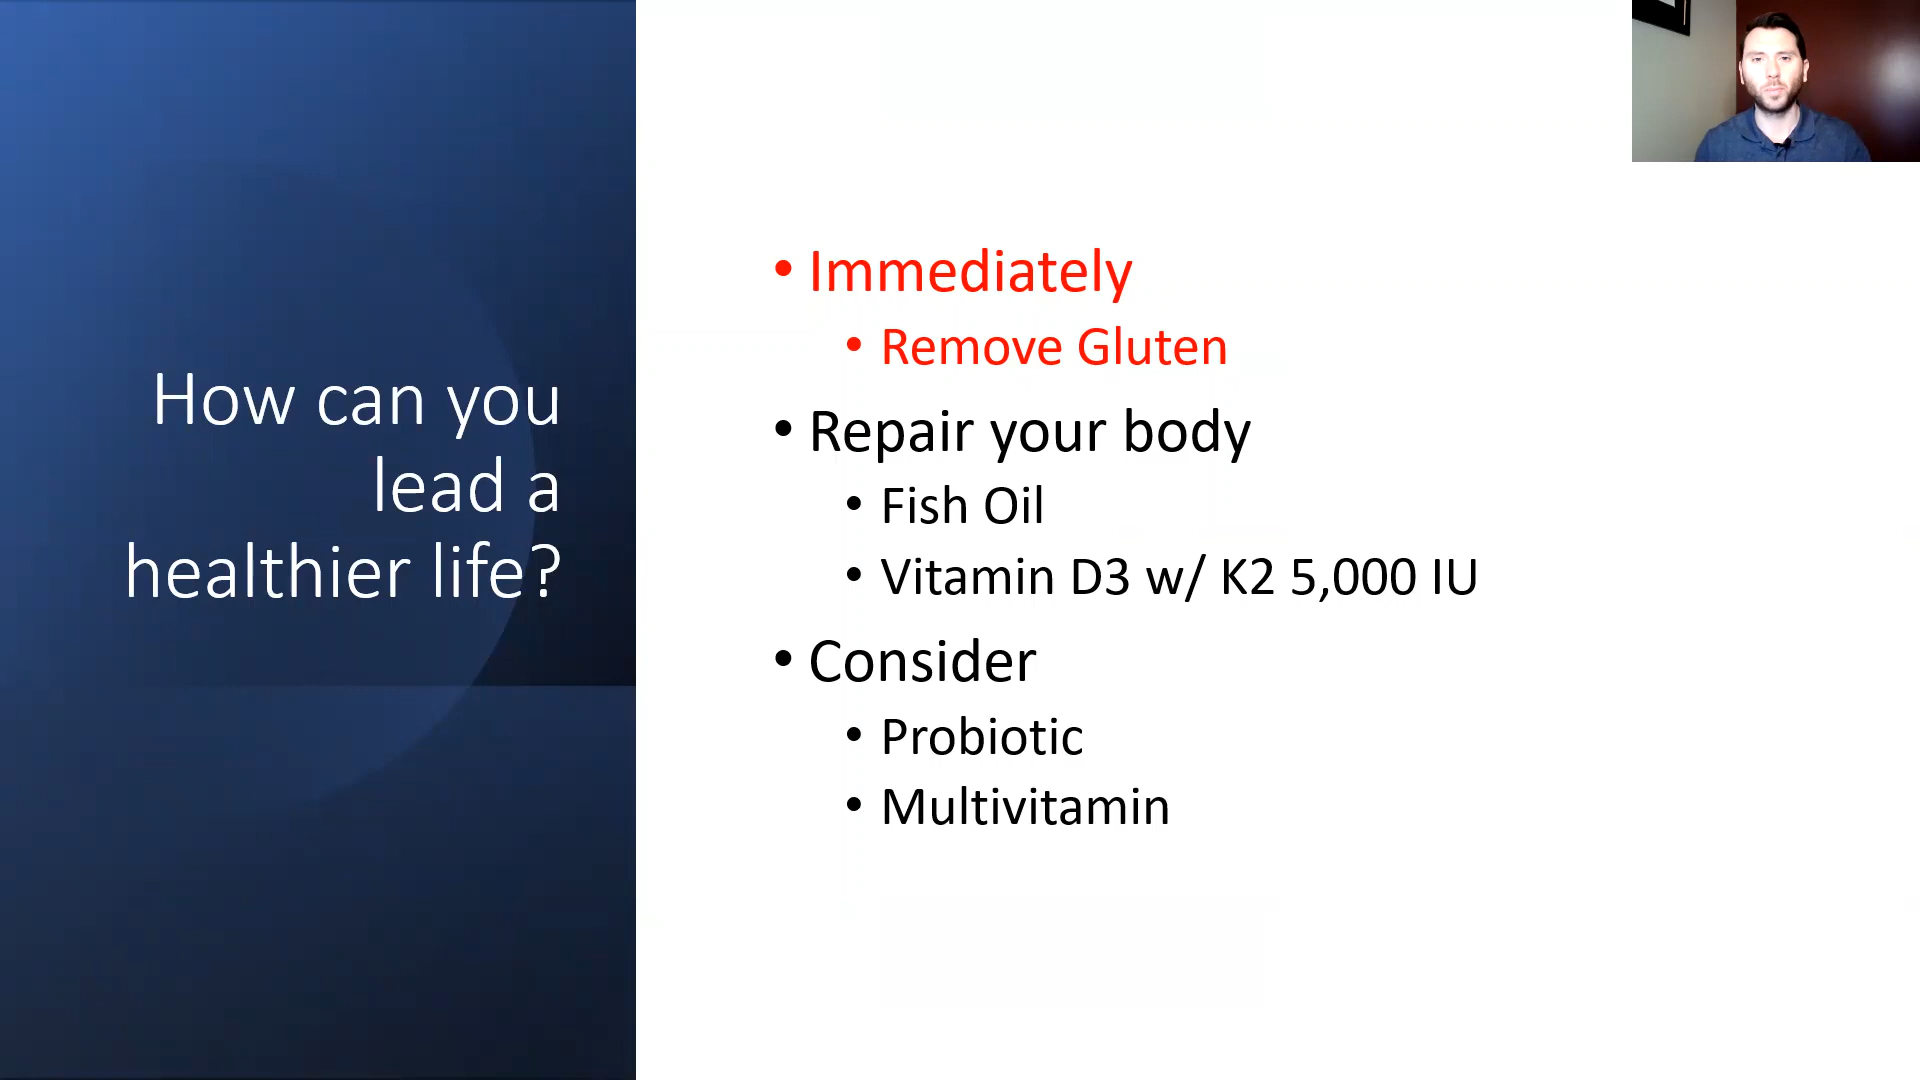 How can you
lead a
healthier life?
• Immediately
• Remove Gluten
• Repair your body
• Fish Oil
• Vitamin D3 w/ K2 5,000 IU
• Consider
• Probiotic
• Multivitamin